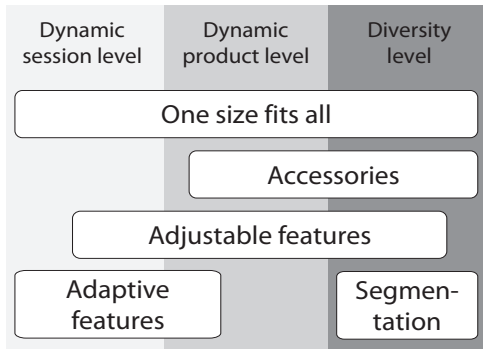 Dynamic
session level
Dynamic
product level
Diversity
level
One size fits all
Accessories
Adjustable features
Adaptive
features
Segmen-
tation